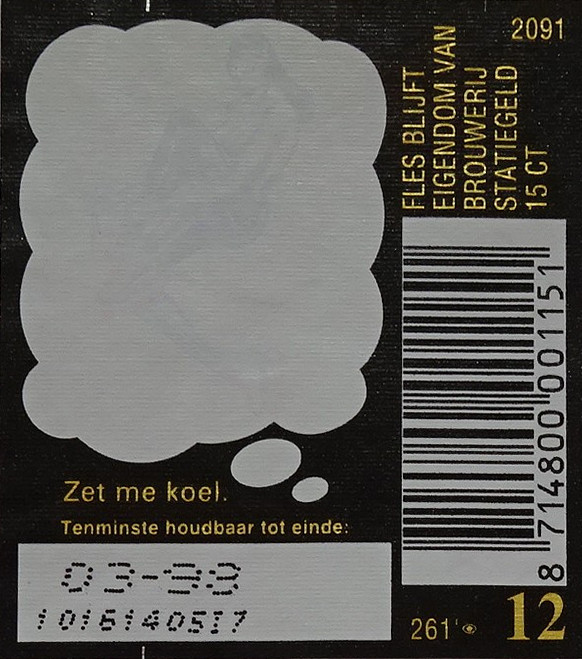 2091
FLES BLIJFT
EIGENDOM VAN
BROUWERIJ
STATIEGELD
15 CT
8 714800 001151
Zet me koel.
Tenminste houdbaar tot einde:
03-99
1016140517
261'
12